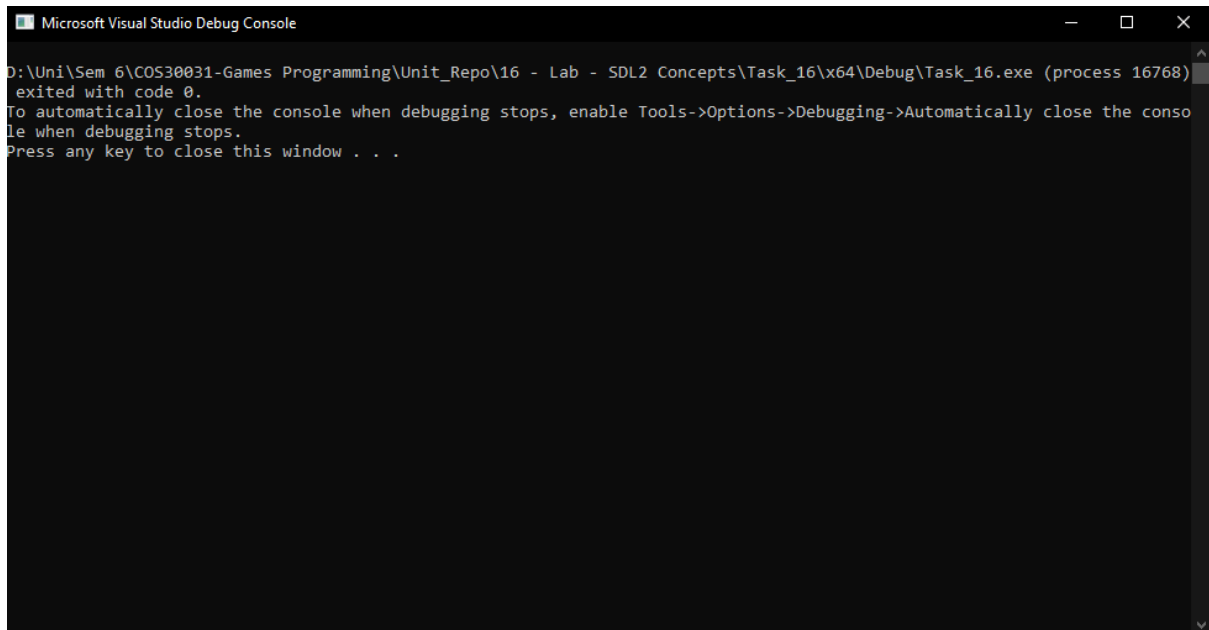 Microsoft Visual Studio Debug Console
D:\Uni\Sem 6\COS30031-Games Programming\Unit_Repo\16 - Lab - SDL2 Concepts\Task_16\x64\Debug\Task_16.exe (process 16768)
 exited with code 0.
To automatically close the console when debugging stops, enable Tools->Options->Debugging->Automatically close the conso
le when debugging stops.
Press any key to close this window . . .